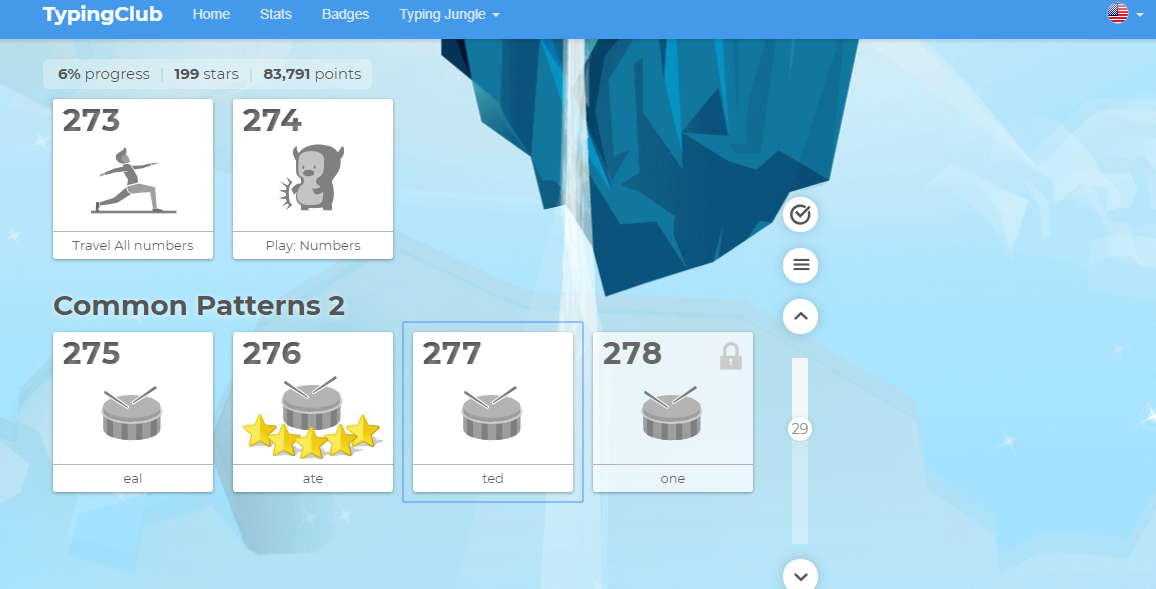 TypingClub Home Stats Badges Typing Jungle
6% progress | 199 stars | 83,791 points
273 274
Travel All numbers Play: Numbers
Common Patterns 2
275 276 277 278
29
eal ate ted one